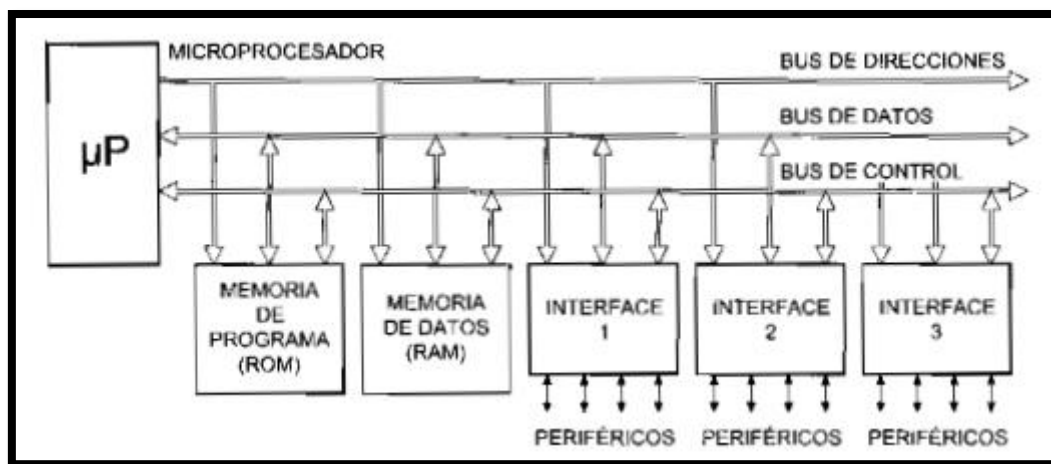 MICROPROCESADOR
BUS DE DIRECCIONES
BUS DE DATOS
µP
BUS DE CONTROL
MEMORIA
DE
PROGRAMA
(ROM)
MEMORIA
DE DATOS
(RAM)
INTERFACE
1
INTERFACE
2
INTERFACE
3
PERIFÉRICOS
PERIFÉRICOS
PERIFÉRICOS